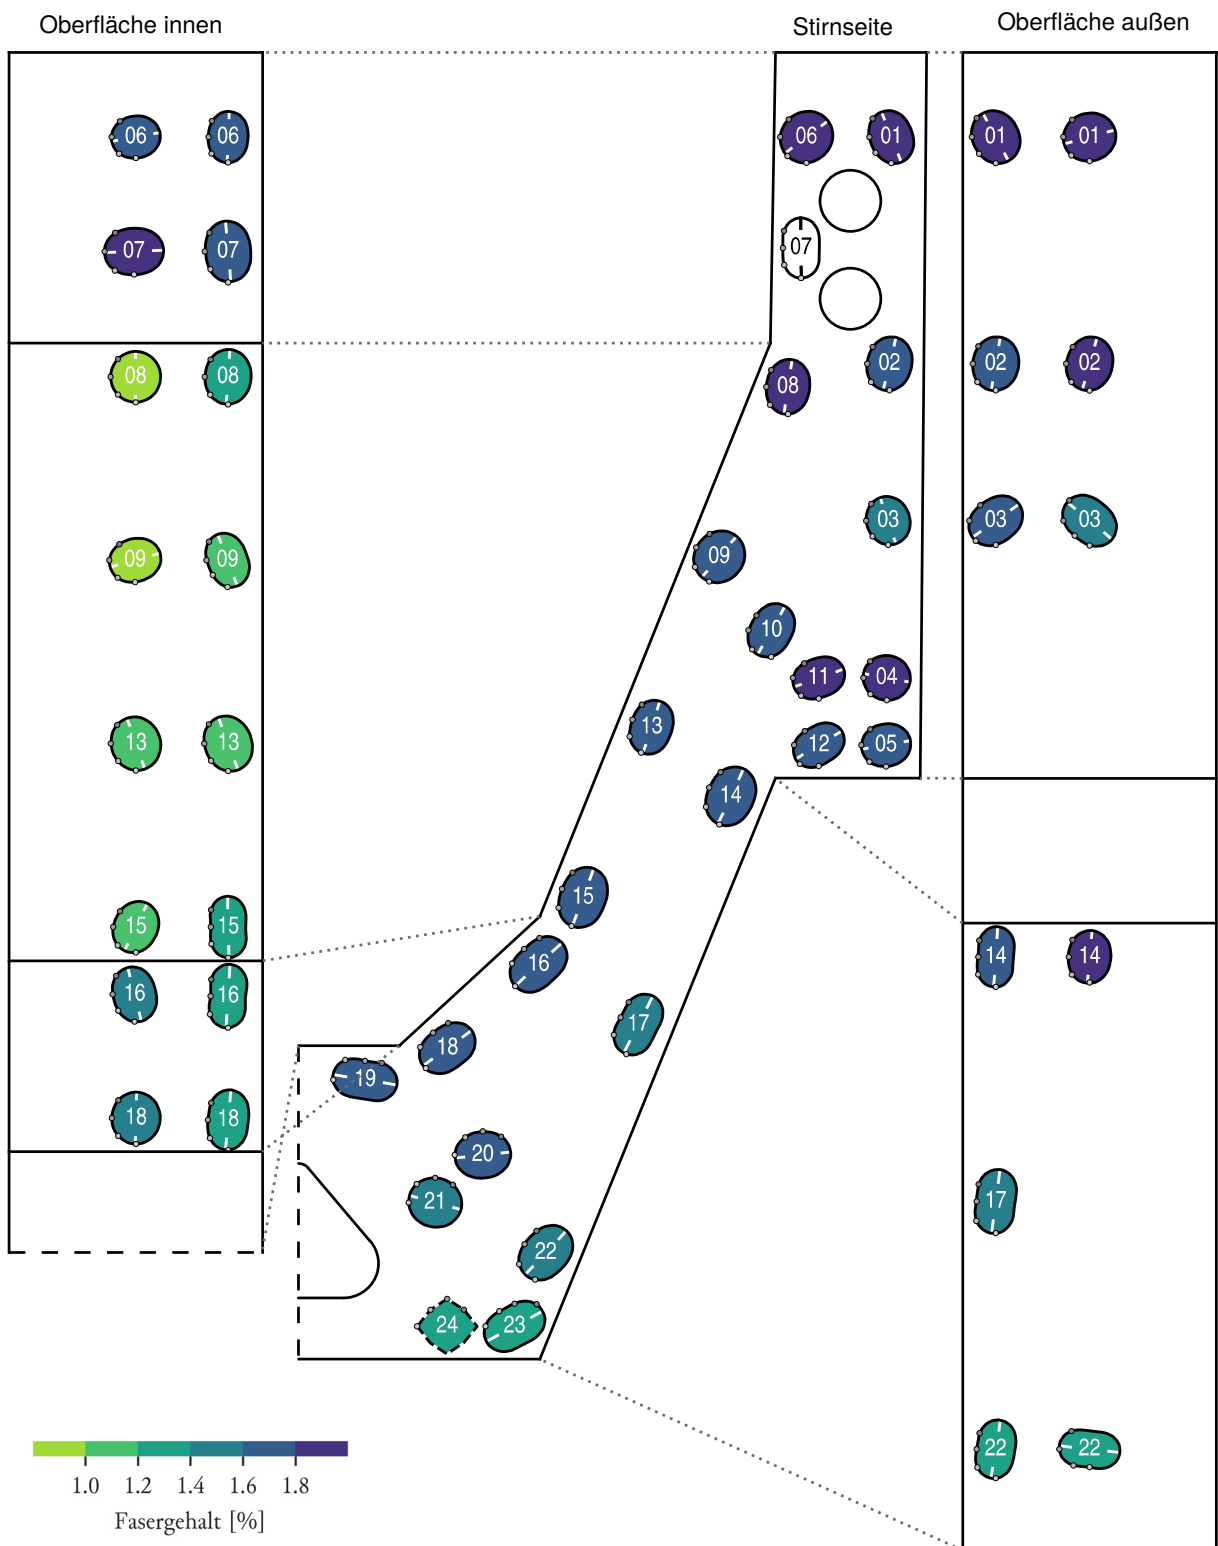 Oberfläche innen
Stirnseite
Oberfläche außen
06 06 06 01 01 01
07 07 07
08 08 08 02 02 02
09 09 09 03 03 03
10
11 04
13 13 13 12 05
14
15 15 15
16 16 16 14 14
17
18 18 18
19
20
21 17
22
24 23
22 22
1.0 1.2 1.4 1.6 1.8
Fasergehalt [%]